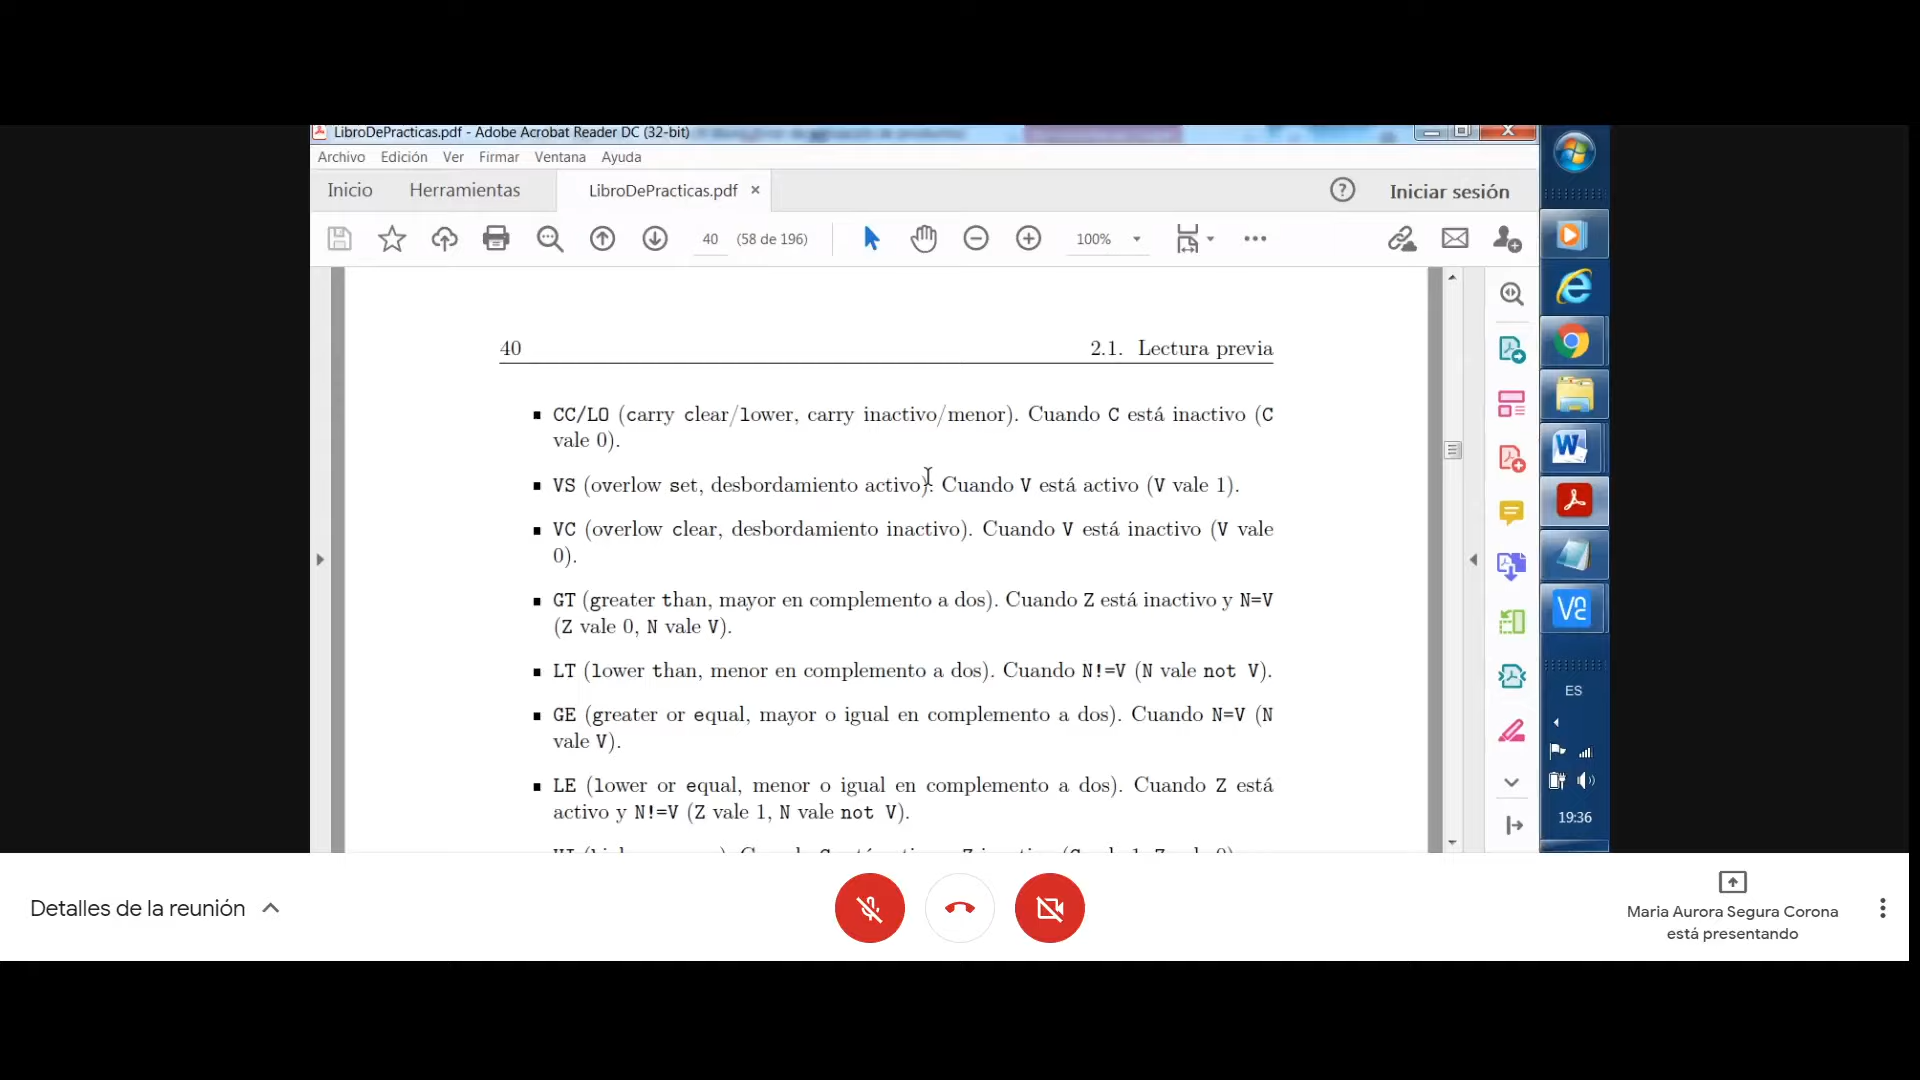 LibroDePracticas.pdf - Adobe Acrobat Reader DC (32-bit)
Archivo Edición Ver Firmar Ventana Ayuda
Inicio Herramientas LibroDePracticas.pdf × Iniciar sesión
40 (58 de 196) 100%
40 2.1. Lectura previa
▪ CC/LO (carry clear/lower, carry inactivo/menor). Cuando C está inactivo (C
vale 0).
▪ VS (overlow set, desbordamiento activo). Cuando V está activo (V vale 1).
▪ VC (overlow clear, desbordamiento inactivo). Cuando V está inactivo (V vale
0).
▪ GT (greater than, mayor en complemento a dos). Cuando Z está inactivo y N=V
(Z vale 0, N vale V).
▪ LT (lower than, menor en complemento a dos). Cuando N!=V (N vale not V).
▪ GE (greater or equal, mayor o igual en complemento a dos). Cuando N=V (N
vale V).
▪ LE (lower or equal, menor o igual en complemento a dos). Cuando Z está
activo y N!=V (Z vale 1, N vale not V).
ES
19:36
Detalles de la reunión
Maria Aurora Segura Corona
está presentando